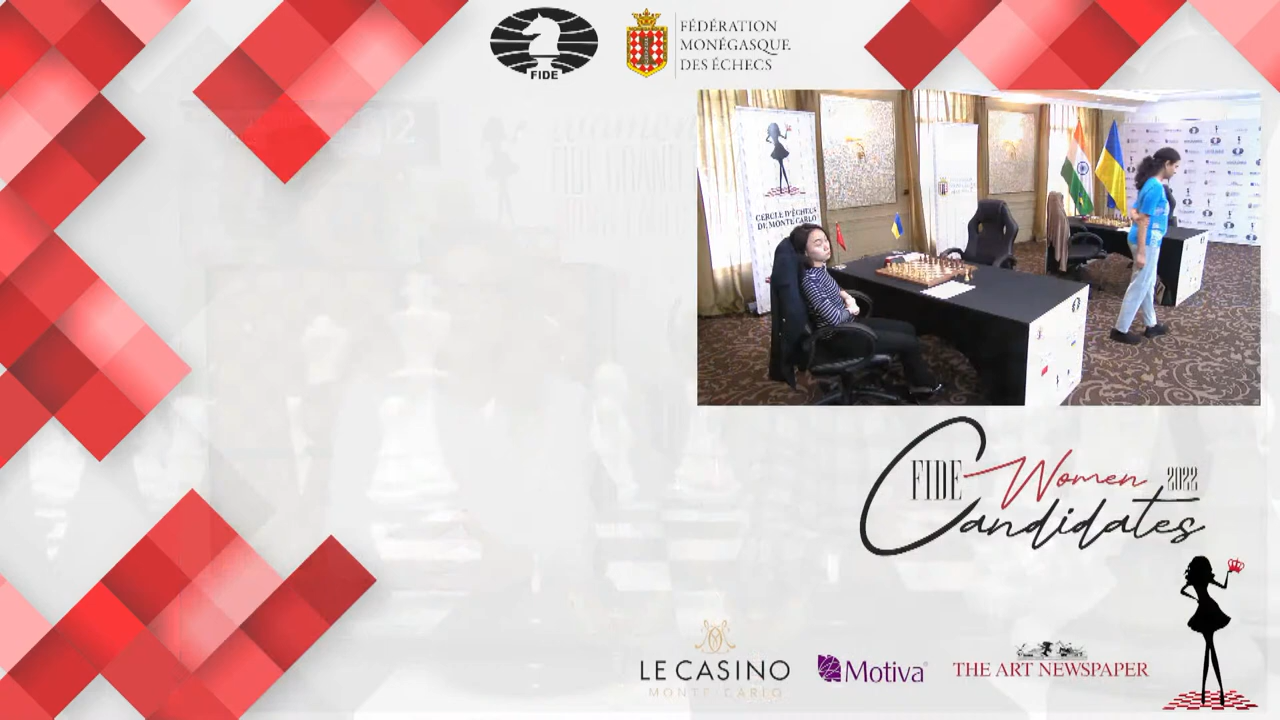 FIDE
FÉDÉRATION
MONÉGASQUE
DES ÉCHECS
CERCLE D'ÉCHECS
DE MONTE CARLO
FIDE Women 2022
Candidates
LE CASINO
MONTE-CARLO
Motiva
THE ART NEWSPAPER